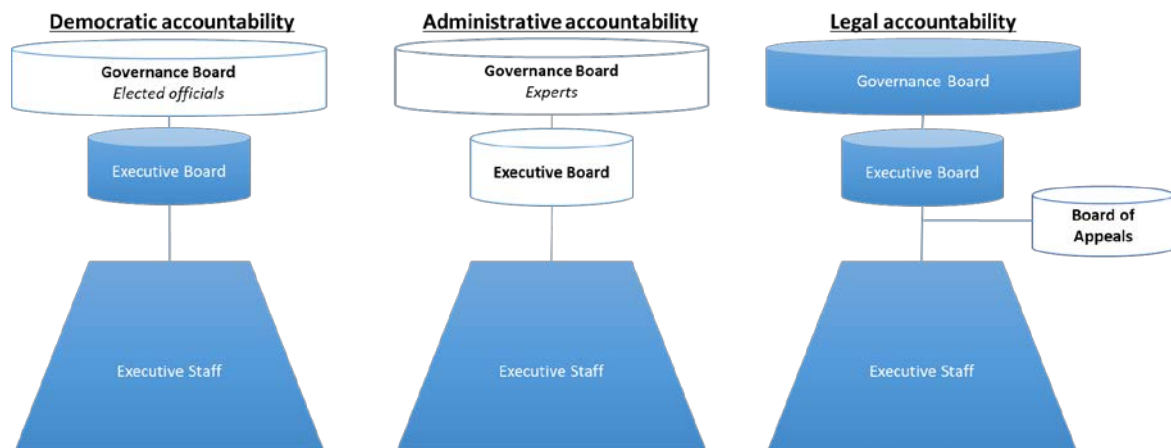 Democratic accountability
Governance Board
Elected officials
Executive Board
Executive Staff
Administrative accountability
Governance Board
Experts
Executive Board
Executive Staff
Legal accountability
Governance Board
Executive Board
Board of
Appeals
Executive Staff